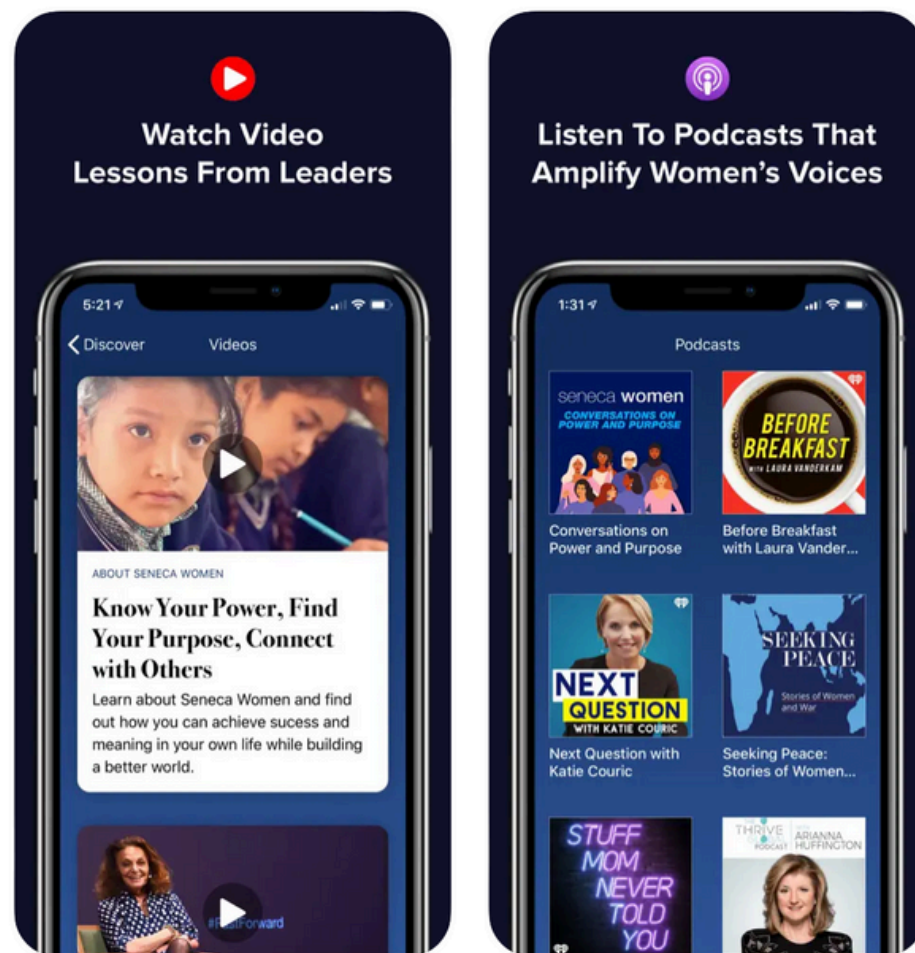 Watch Video
Lessons From Leaders
5:21
Discover
Videos
ABOUT SENECA WOMEN
Know Your Power, Find
Your Purpose, Connect
with Others
Learn about Seneca Women and find
out how you can achieve sucess and
meaning in your own life while building
a better world.
#FastForward
Listen To Podcasts That
Amplify Women's Voices
1:31
Podcasts
seneca women
CONVERSATIONS ON
POWER AND PURPOSE
Conversations on
Power and Purpose
BEFORE
BREAKFAST
WITH LAURA VANDERKAM
Before Breakfast
with Laura Vander...
NEXT
QUESTION
WITH KATIE COURIC
Next Question with
Katie Couric
SEEKING
PEACE
Stories of Women
and War
Seeking Peace:
Stories of Women...
STUFF
MOM
NEVER
TOLD
YOU
THRIVE
PODCAST
ARIANNA
HUFFINGTON